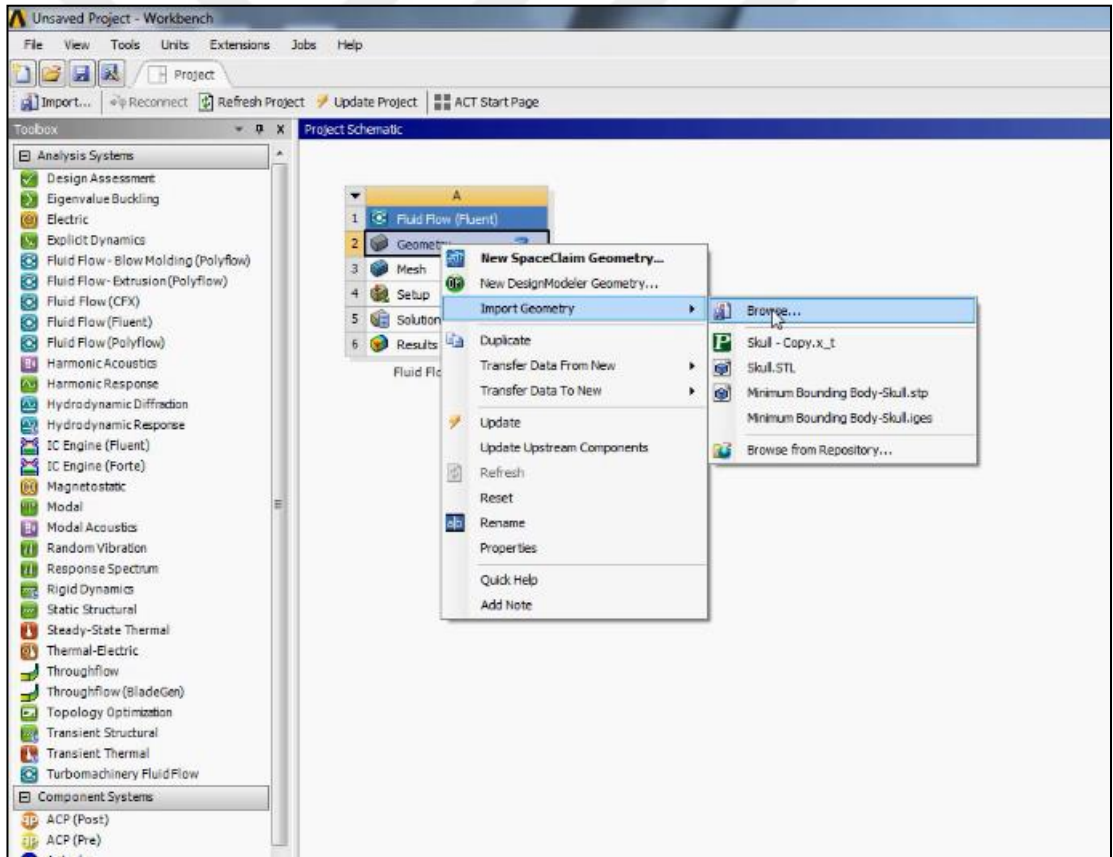 Unsaved Project - Workbench
File View Tools Units Extensions Jobs Help
Project
Import... Reconnect Refresh Project Update Project ACT Start Page
Toolbox
Project Schematic
Analysis Systems
Design Assessment
Eigenvalue Buckling
Electric
Explicit Dynamics
Fluid Flow - Blow Molding (Polyflow)
Fluid Flow - Extrusion (Polyflow)
Fluid Flow (CFX)
Fluid Flow (Fluent)
Fluid Flow (Polyflow)
Harmonic Acoustics
Harmonic Response
Hydrodynamic Diffraction
Hydrodynamic Response
IC Engine (Fluent)
IC Engine (Forte)
Magnetostatic
Modal
Modal Acoustics
Random Vibration
Response Spectrum
Rigid Dynamics
Static Structural
Steady-State Thermal
Thermal-Electric
Throughflow
Throughflow (BladeGen)
Topology Optimization
Transient Structural
Transient Thermal
Turbomachinery Fluid Flow
Component Systems
ACP (Post)
ACP (Pre)
A
1 Fluid Flow (Fluent)
2 Geometry
3 Mesh
4 Setup
5 Solution
6 Results
Fluid Flo
New SpaceClaim Geometry...
New DesignModeler Geometry...
Import Geometry
Duplicate
Transfer Data From New
Transfer Data To New
Update
Update Upstream Components
Refresh
Reset
Rename
Properties
Quick Help
Add Note
Browse...
Skull - Copy.x_t
Skull.STL
Minimum Bounding Body-Skull.stp
Minimum Bounding Body-Skull.iges
Browse from Repository...